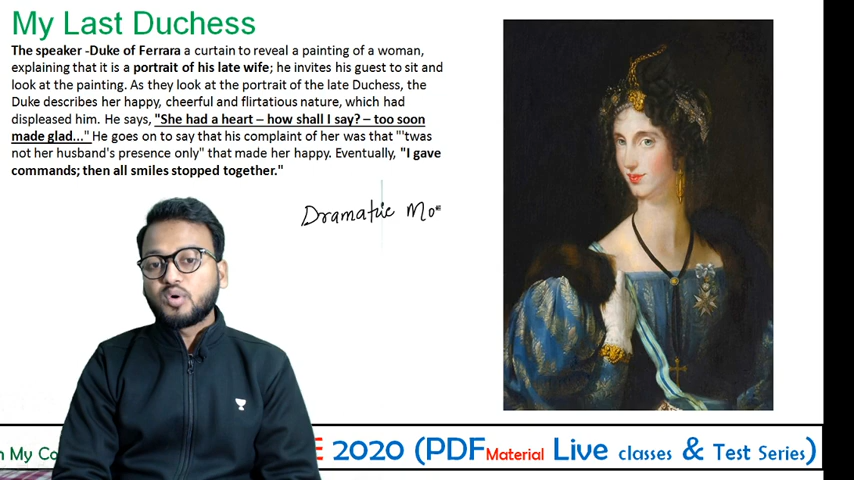 My Last Duchess
The speaker -Duke of Ferrara a curtain to reveal a painting of a woman,
explaining that it is a portrait of his late wife; he invites his guest to sit and
look at the painting. As they look at the portrait of the late Duchess, the
Duke describes her happy, cheerful and flirtatious nature, which had
displeased him. He says, "She had a heart – how shall I say? – too soon
made glad..." He goes on to say that his complaint of her was that "'twas
not her husband's presence only" that made her happy. Eventually, "I gave
commands; then all smiles stopped together."
Dramatic Mo
n My Co
E 2020 (PDF Material Live classes & Test Series)